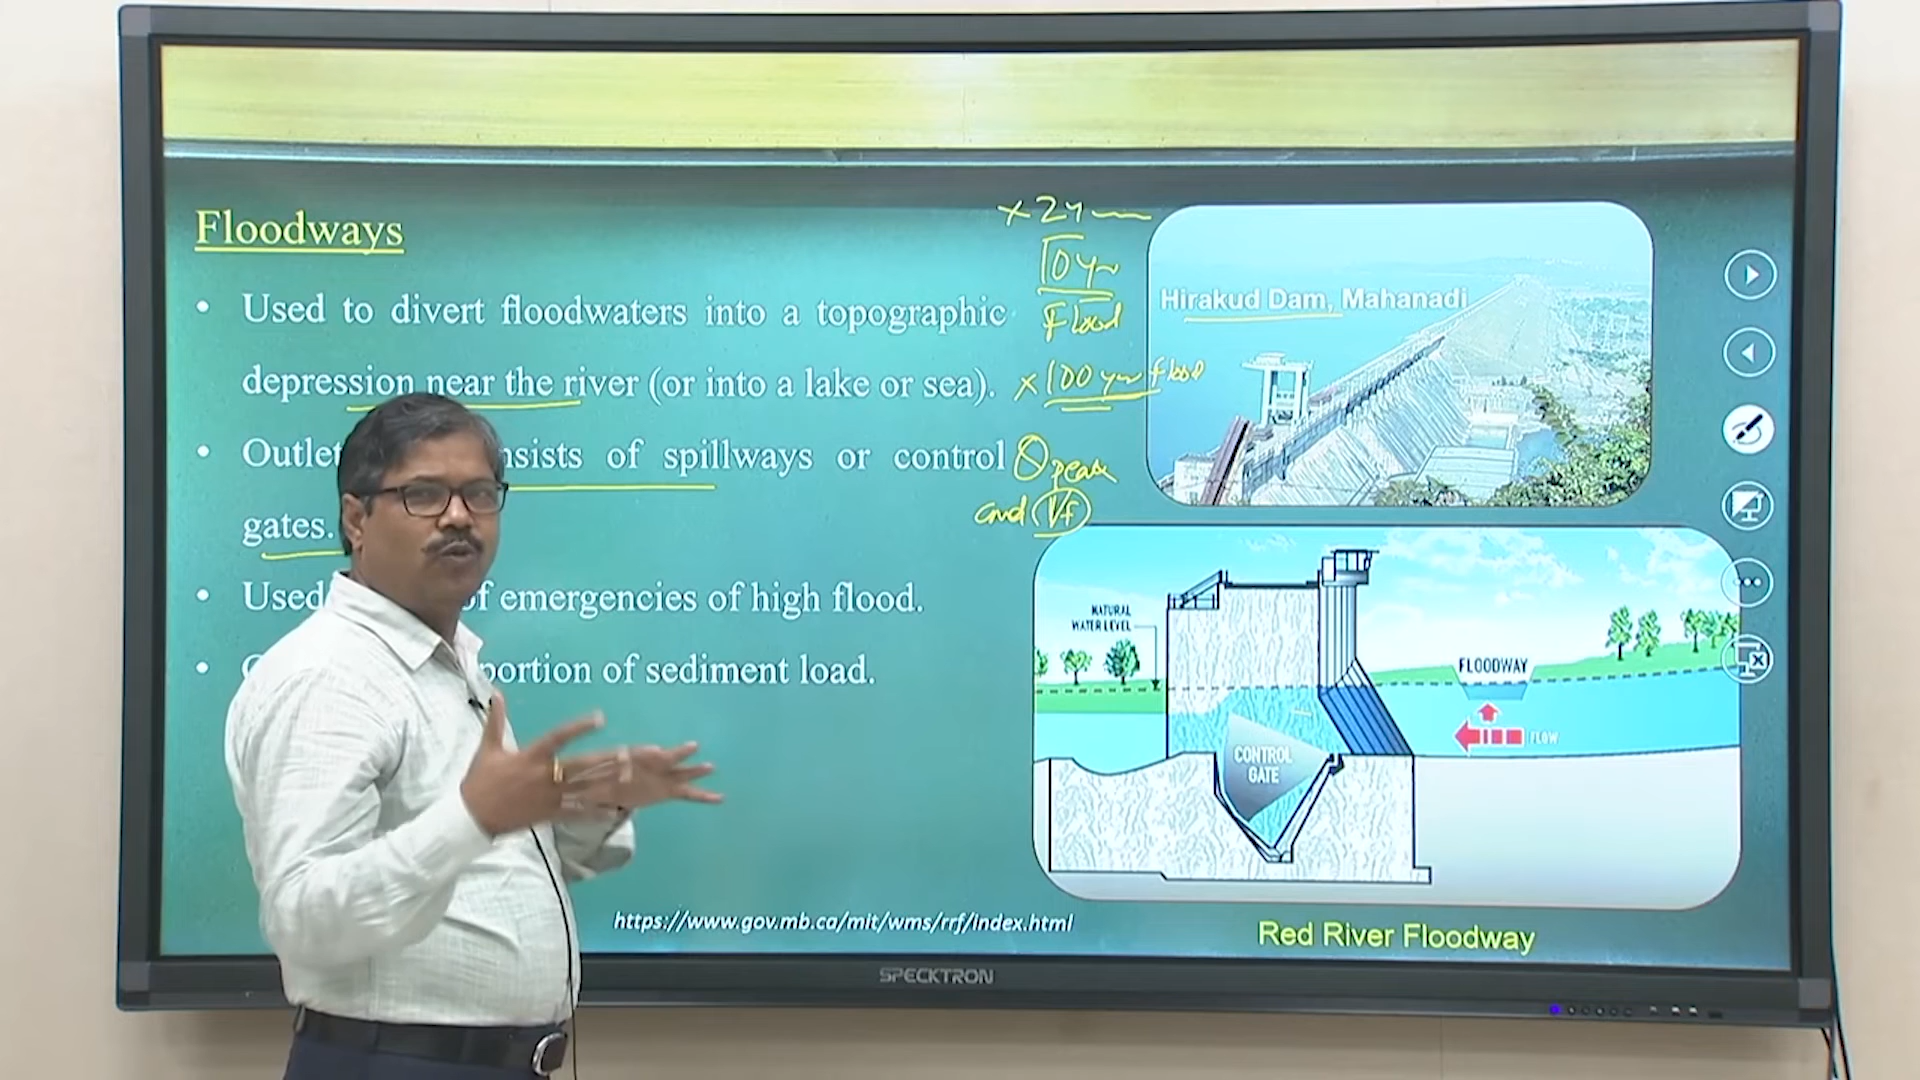 Floodways
• Used to divert floodwaters into a topographic
depression near the river (or into a lake or sea).
• Outlet nsists of spillways or control
gates.
• Used of emergencies of high flood.
• portion of sediment load.
× 2 yr
10 yr
Flood
× 100 yr Flood
Qpeak
and Vf
Hirakud Dam, Mahanadi
NATURAL
WATER LEVEL
FLOODWAY
FLOW
CONTROL
GATE
https://www.gov.mb.ca/mit/wms/rrf/index.html
Red River Floodway
SPECKTRON